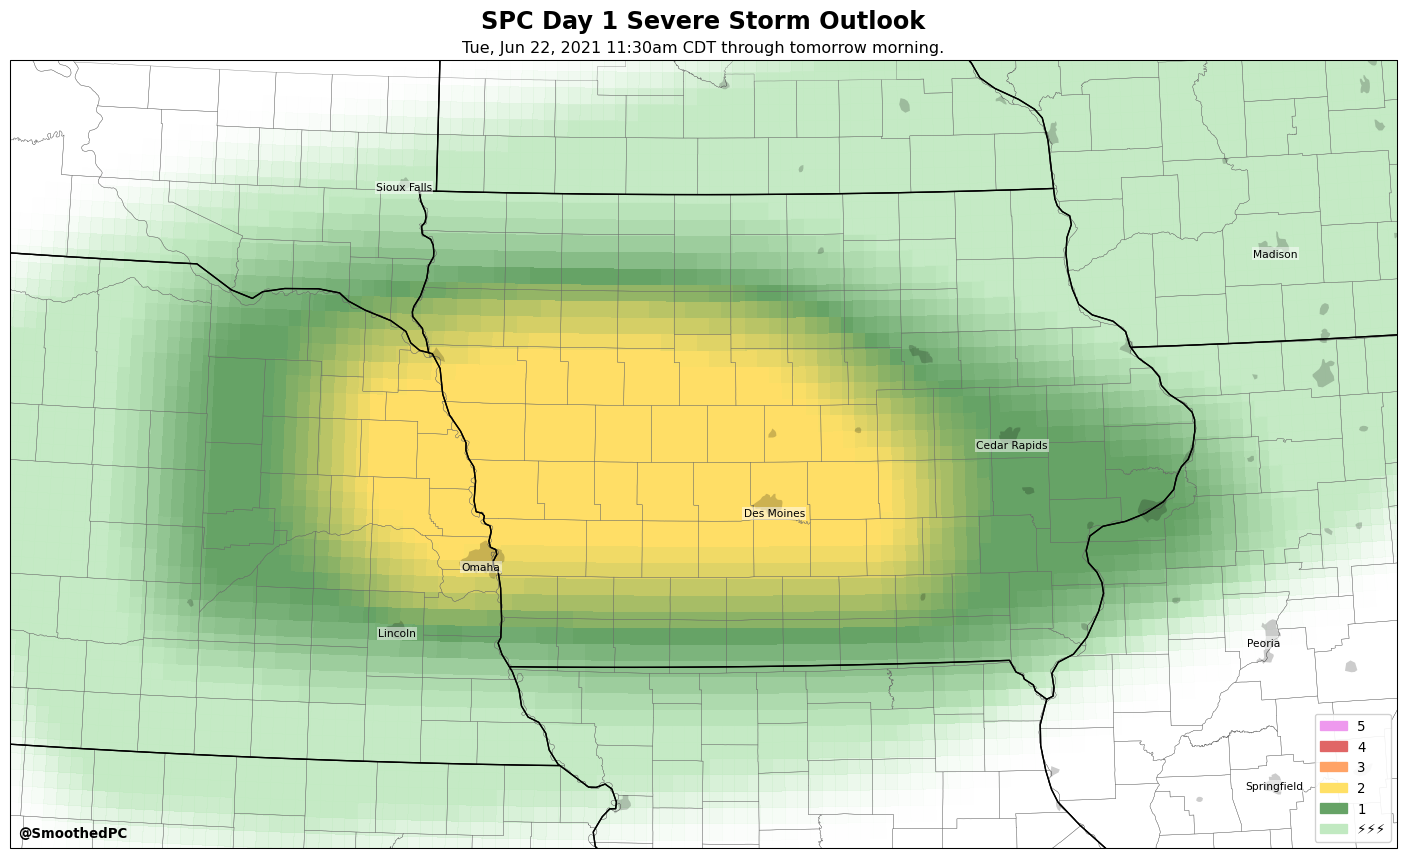 SPC Day 1 Severe Storm Outlook
Tue, Jun 22, 2021 11:30am CDT through tomorrow morning.
Sioux Falls
Madison
Cedar Rapids
Des Moines
Omaha
Lincoln
Peoria
Springfield
5
4
3
2
1
⚡⚡⚡
@SmoothedPC